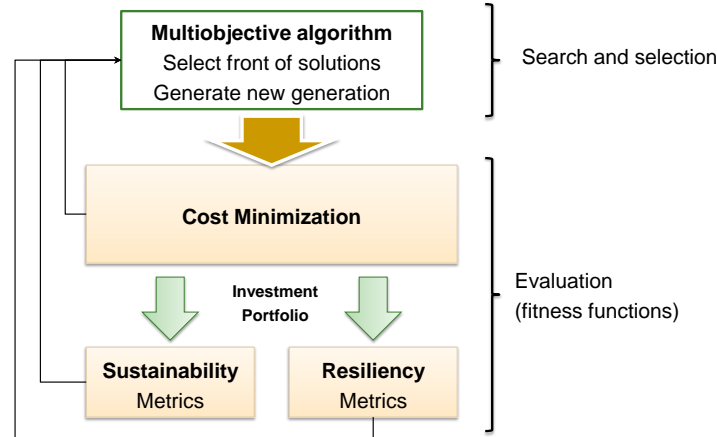 Multiobjective algorithm
Select front of solutions
Generate new generation
Search and selection
Cost Minimization
Investment
Portfolio
Evaluation
(fitness functions)
Sustainability
Metrics
Resiliency
Metrics